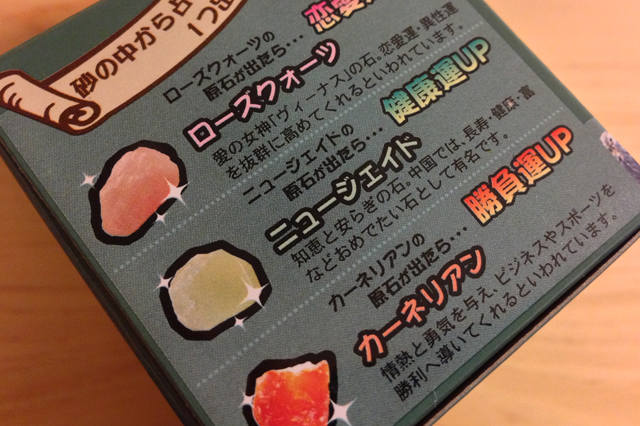 砂の中から占
1つ出
ローズクォーツの
原石が出たら…
恋愛
ローズクォーツ
愛の女神「ヴィーナス」の石。恋愛運・異性運
を抜群に高めてくれるといわれています。
ニュージェイドの
原石が出たら…
健康運UP
ニュージェイド
知恵と安らぎの石。中国では、長寿・健康・富
などおめでたい石として有名です。
カーネリアンの
原石が出たら…
勝負運UP
カーネリアン
情熱と勇気を与え、ビジネスやスポーツを
勝利へ導いてくれるといわれています。